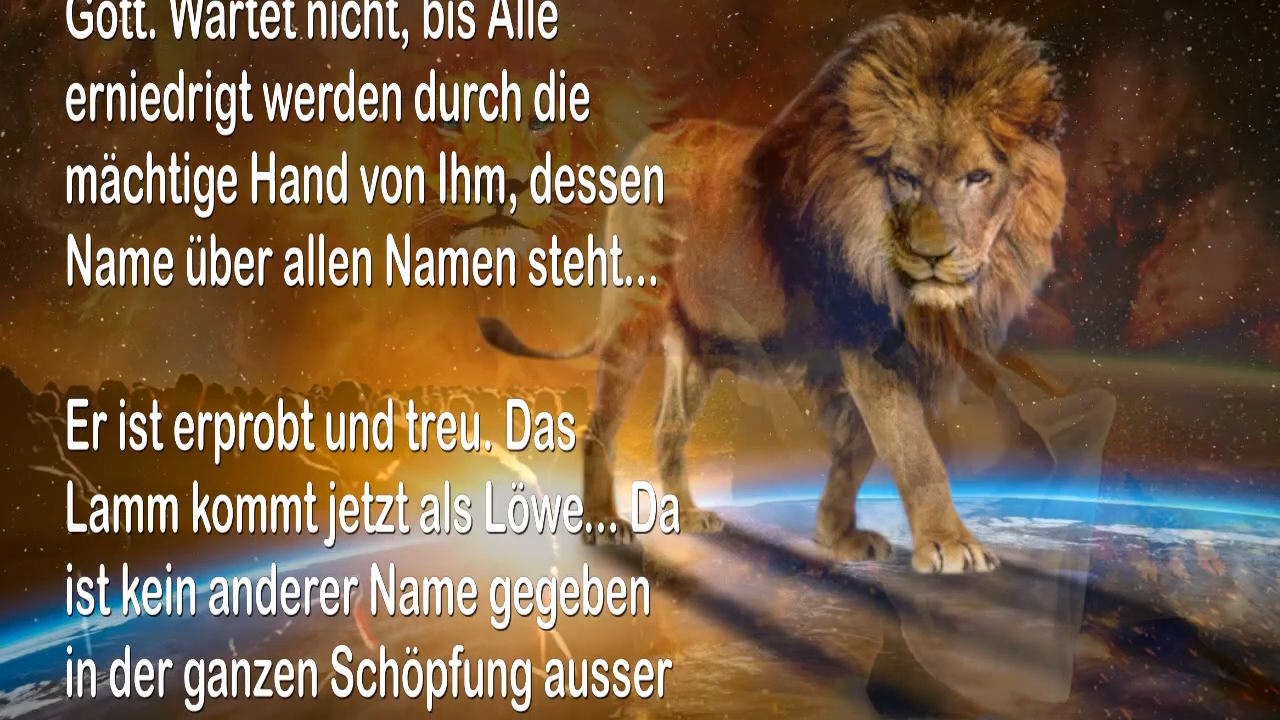 Gott. Wartet nicht, bis Alle
erniedrigt werden durch die
mächtige Hand von Ihm, dessen
Name über allen Namen steht...
Er ist erprobt und treu. Das
Lamm kommt jetzt als Löwe... Da
ist kein anderer Name gegeben
in der ganzen Schöpfung ausser